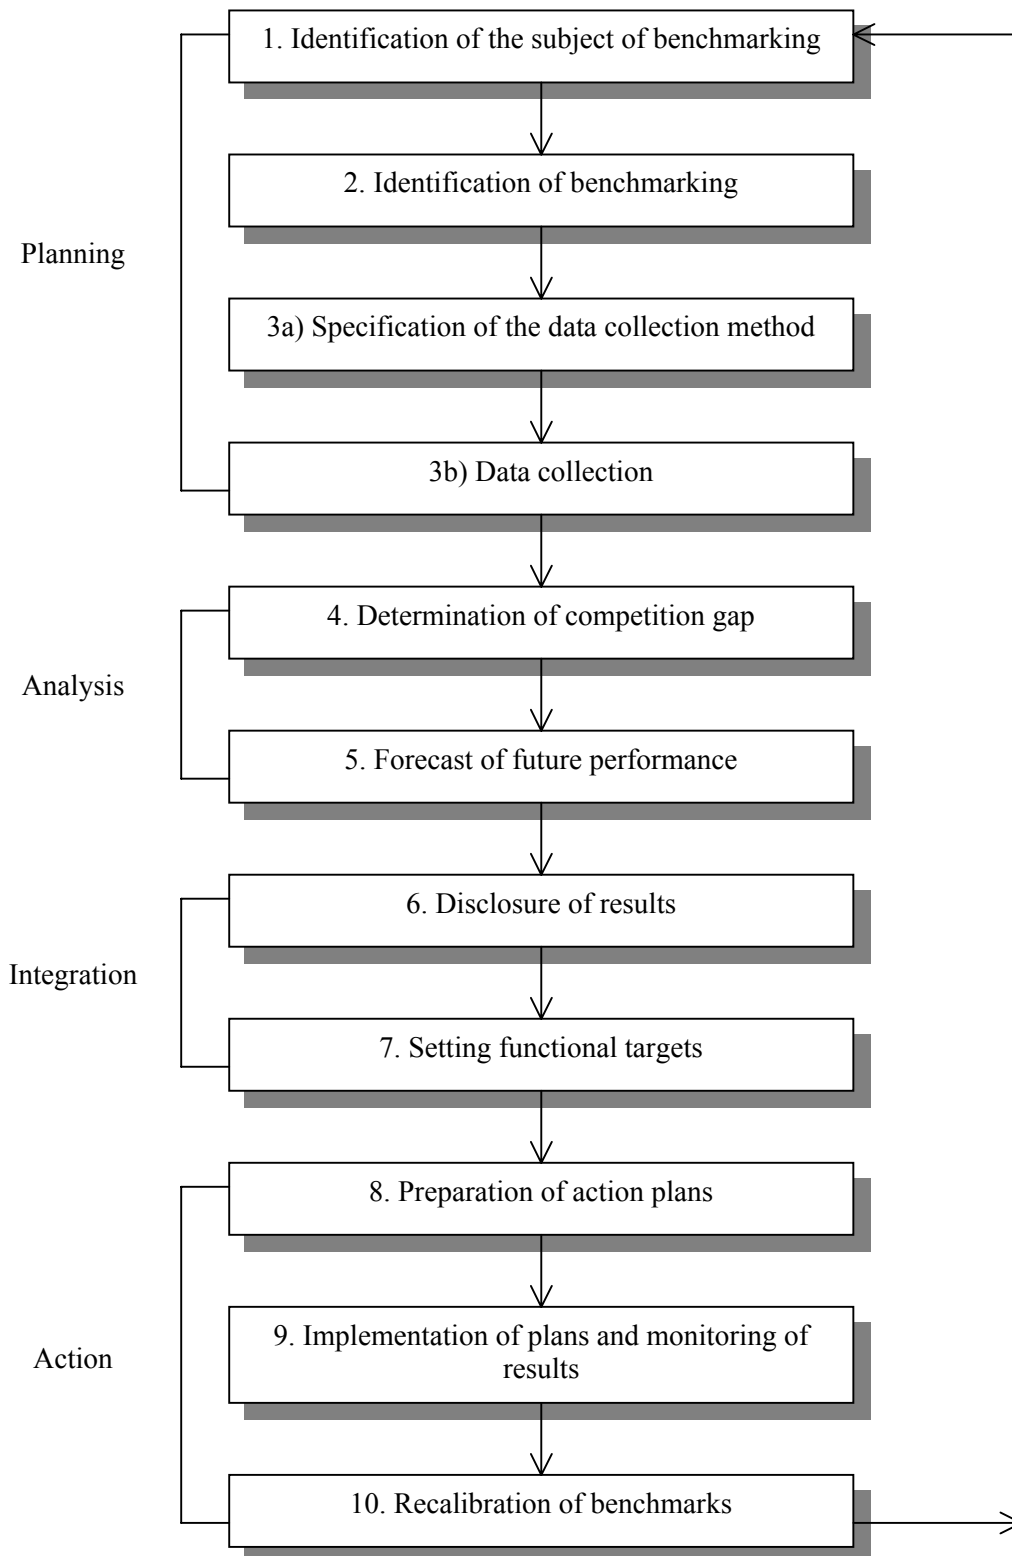 1. Identification of the subject of benchmarking
2. Identification of benchmarking
Planning
3a) Specification of the data collection method
3b) Data collection
4. Determination of competition gap
Analysis
5. Forecast of future performance
6. Disclosure of results
Integration
7. Setting functional targets
8. Preparation of action plans
9. Implementation of plans and monitoring of
results
Action
10. Recalibration of benchmarks